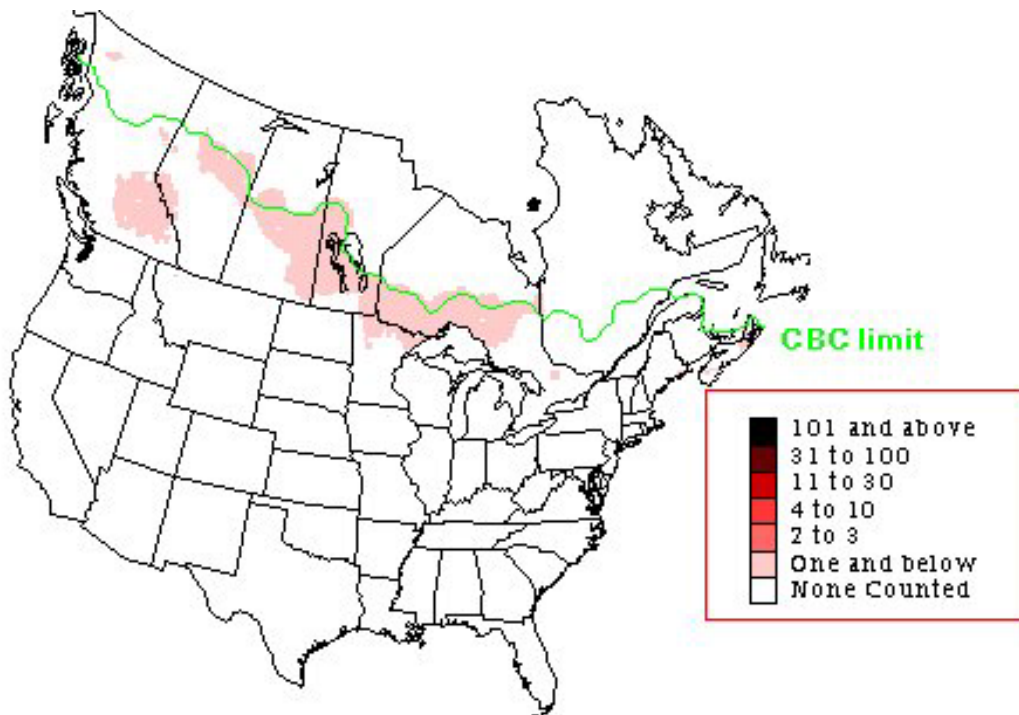 CBC limit
101 and above
31 to 100
11 to 30
4 to 10
2 to 3
One and below
None Counted